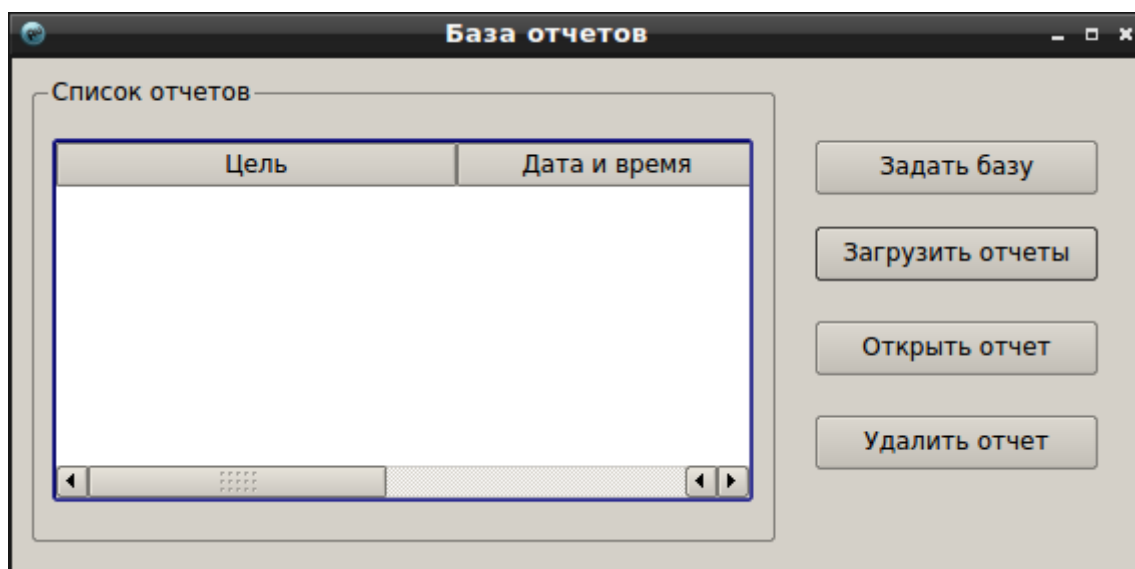 База отчетов
Список отчетов
Цель
Дата и время
Задать базу
Загрузить отчеты
Открыть отчет
Удалить отчет